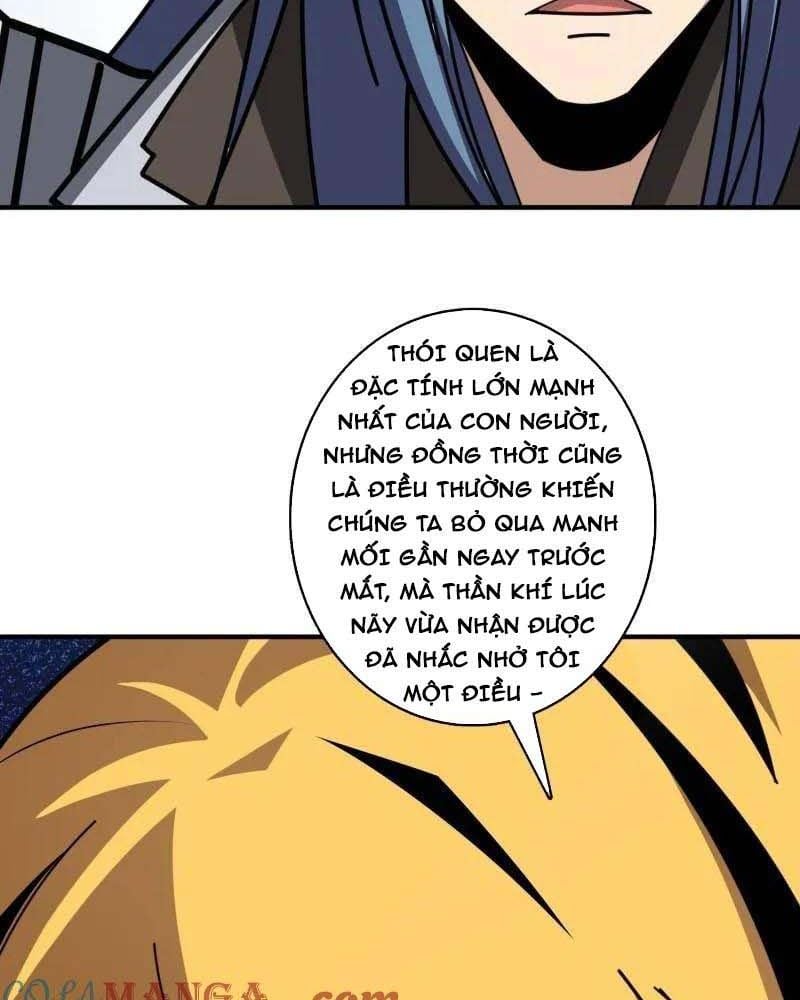 THÓI QUEN LÀ
ĐẶC TÍNH LỚN MẠNH
NHẤT CỦA CON NGƯỜI,
NHƯNG ĐỒNG THỜI CŨNG
LÀ ĐIỀU THƯỜNG KHIẾN
CHÚNG TA BỎ QUA MANH
MỐI GẦN NGAY TRƯỚC
MẮT, MÀ THẦN KHÍ LÚC
NÃY VỪA NHẬN ĐƯỢC
ĐÃ NHẮC NHỞ TÔI
MỘT ĐIỀU -